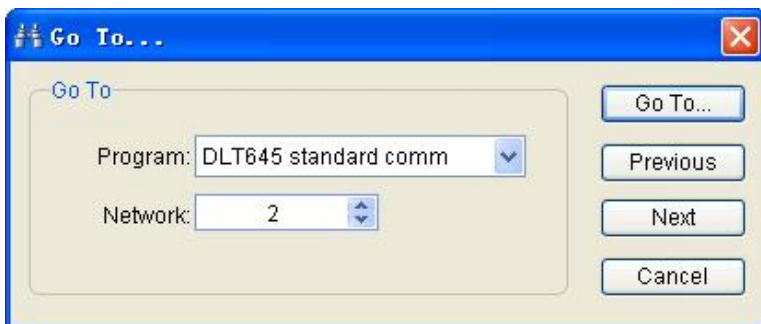 Go To...
Go To
Go To...
Program: DLT645 standard comm
Previous
Network: 2
Next
Cancel